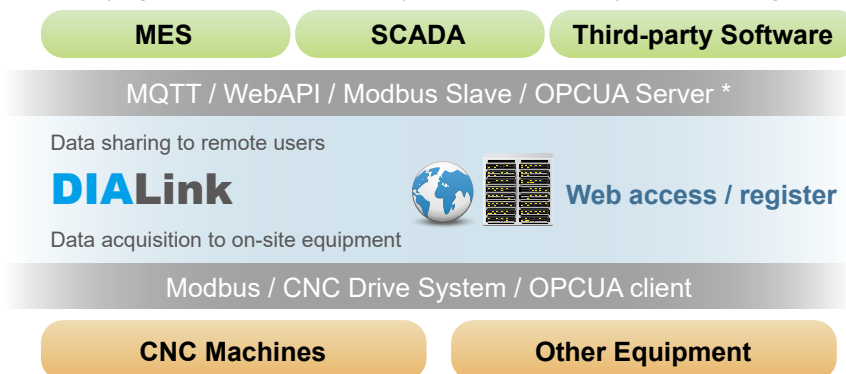 MES SCADA Third-party Software
MQTT / WebAPI / Modbus Slave / OPCUA Server *
Data sharing to remote users
DIALink
Web access / register
Data acquisition to on-site equipment
Modbus / CNC Drive System / OPCUA client
CNC Machines Other Equipment